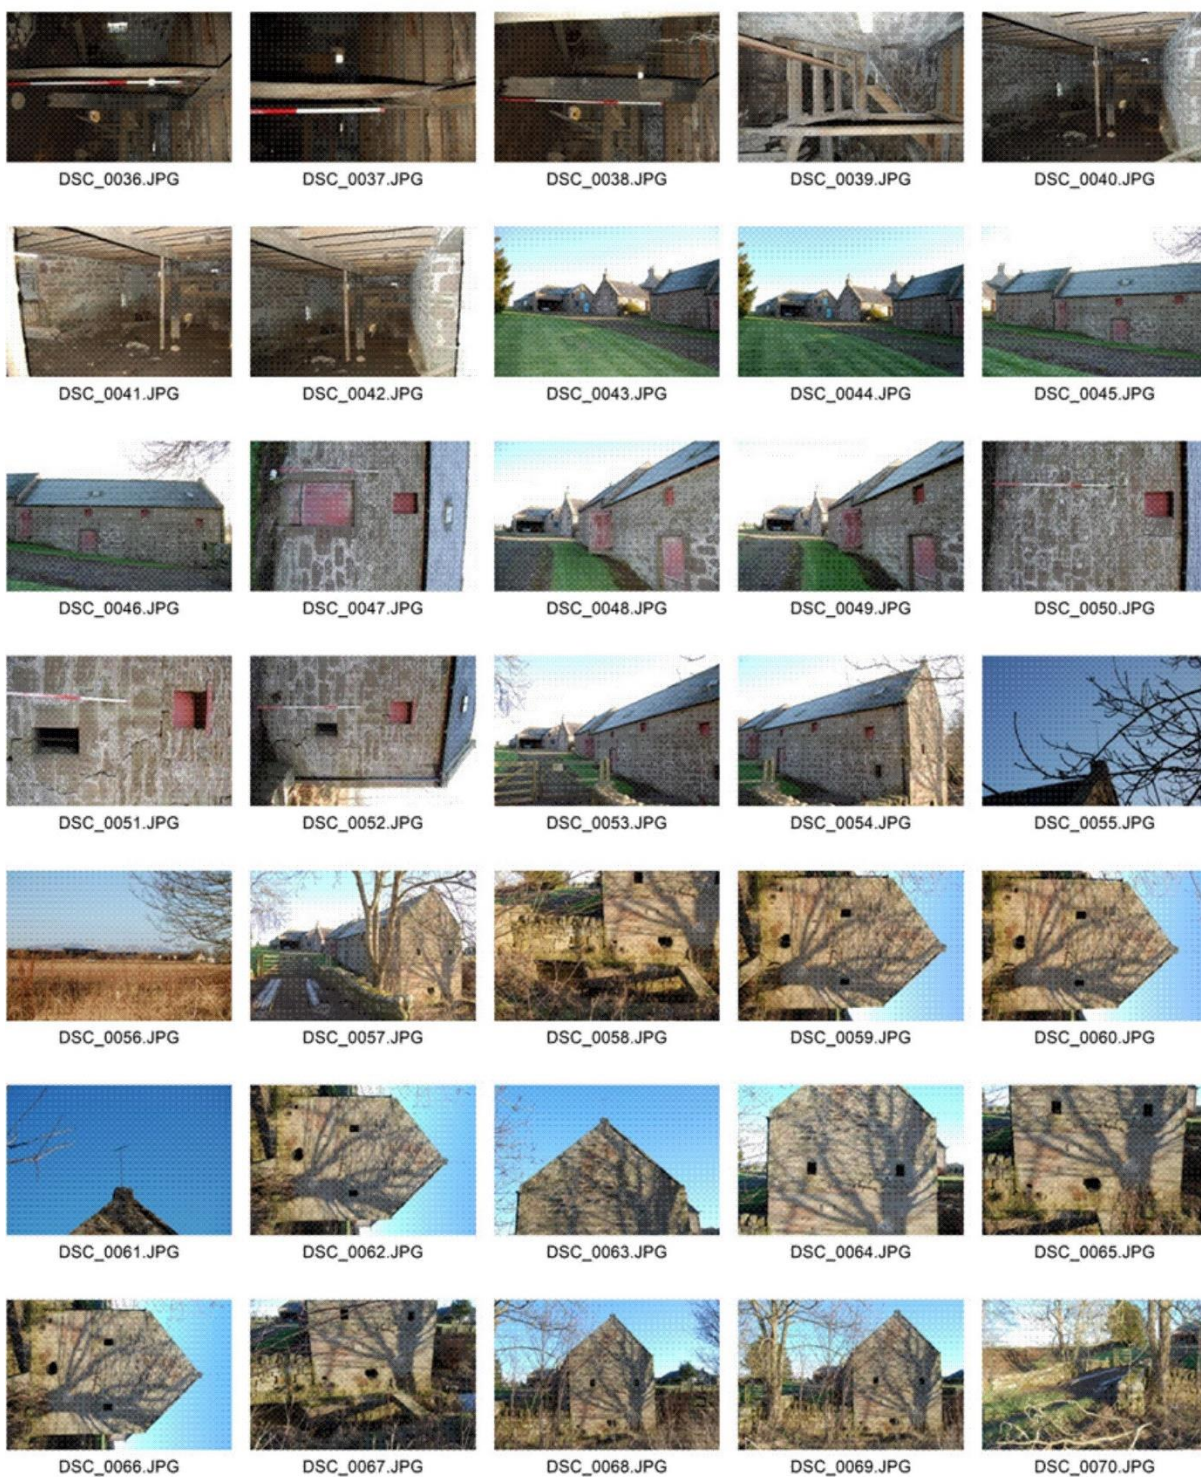 DSC_0036.JPG DSC_0037.JPG DSC_0038.JPG DSC_0039.JPG DSC_0040.JPG
DSC_0041.JPG DSC_0042.JPG DSC_0043.JPG DSC_0044.JPG DSC_0045.JPG
DSC_0046.JPG DSC_0047.JPG DSC_0048.JPG DSC_0049.JPG DSC_0050.JPG
DSC_0051.JPG DSC_0052.JPG DSC_0053.JPG DSC_0054.JPG DSC_0055.JPG
DSC_0056.JPG DSC_0057.JPG DSC_0058.JPG DSC_0059.JPG DSC_0060.JPG
DSC_0061.JPG DSC_0062.JPG DSC_0063.JPG DSC_0064.JPG DSC_0065.JPG
DSC_0066.JPG DSC_0067.JPG DSC_0068.JPG DSC_0069.JPG DSC_0070.JPG